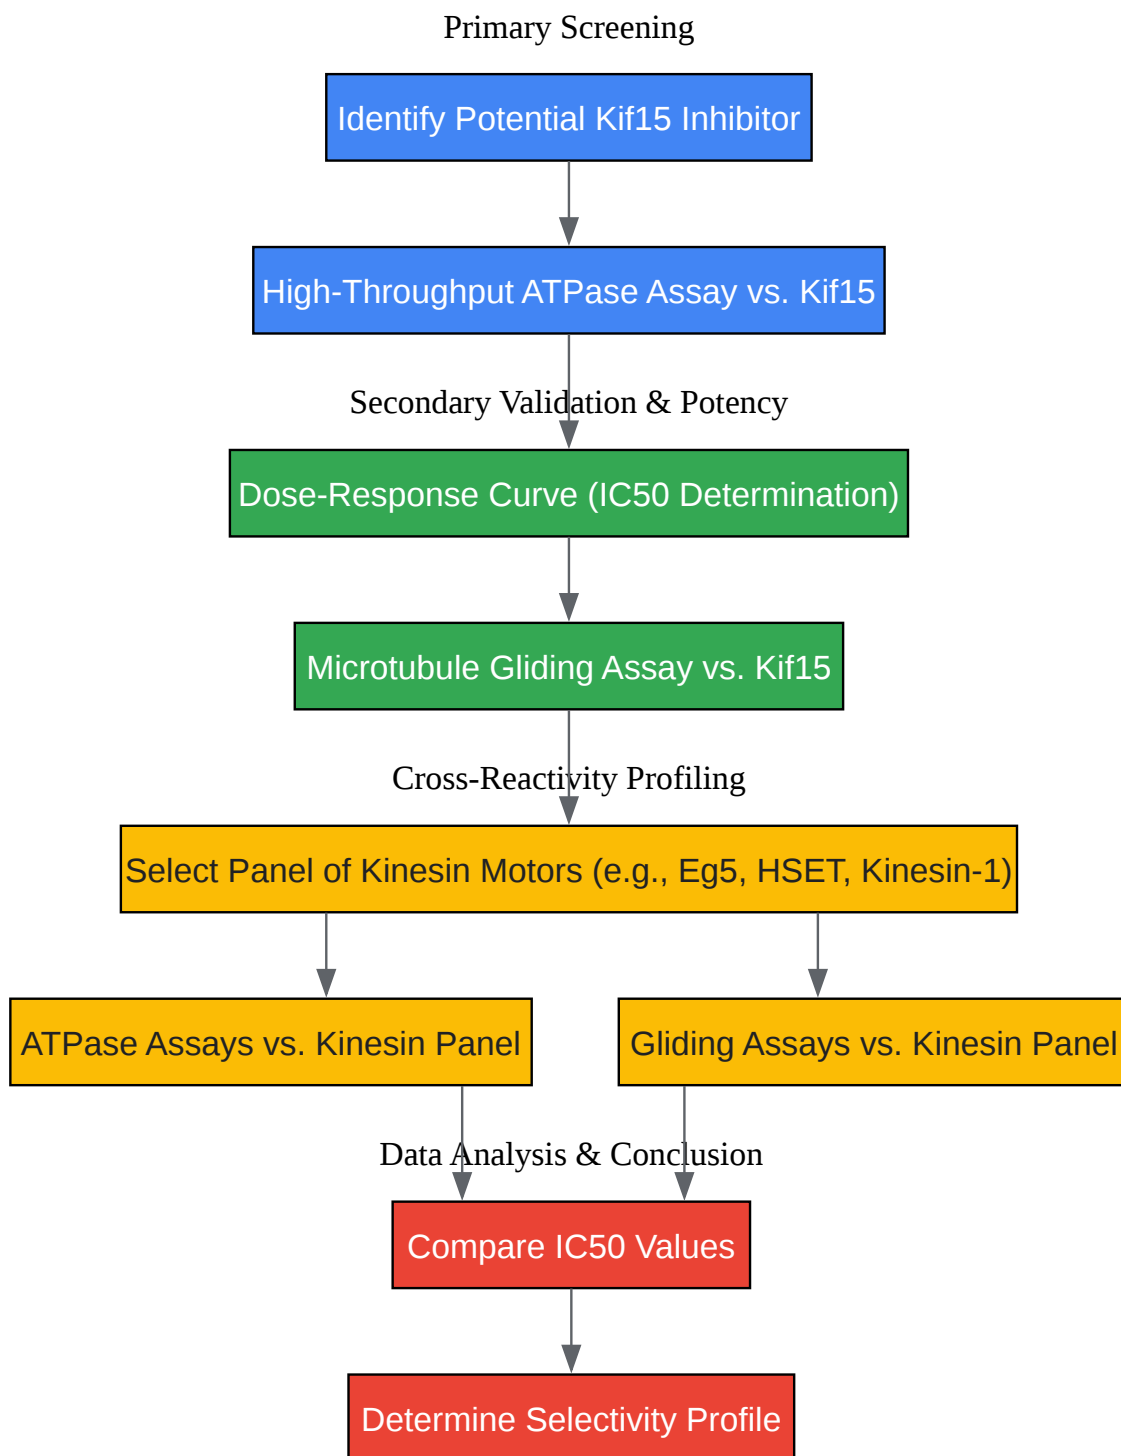 Primary Screening
Identify Potential Kif15 Inhibitor
High-Throughput ATPase Assay vs. Kif15
Secondary Validation & Potency
Dose-Response Curve (IC50 Determination)
Microtubule Gliding Assay vs. Kif15
Cross-Reactivity Profiling
Select Panel of Kinesin Motors (e.g., Eg5, HSET, Kinesin-1)
ATPase Assays vs. Kinesin Panel
Gliding Assays vs. Kinesin Panel
Data Analysis & Conclusion
Compare IC50 Values
Determine Selectivity Profile